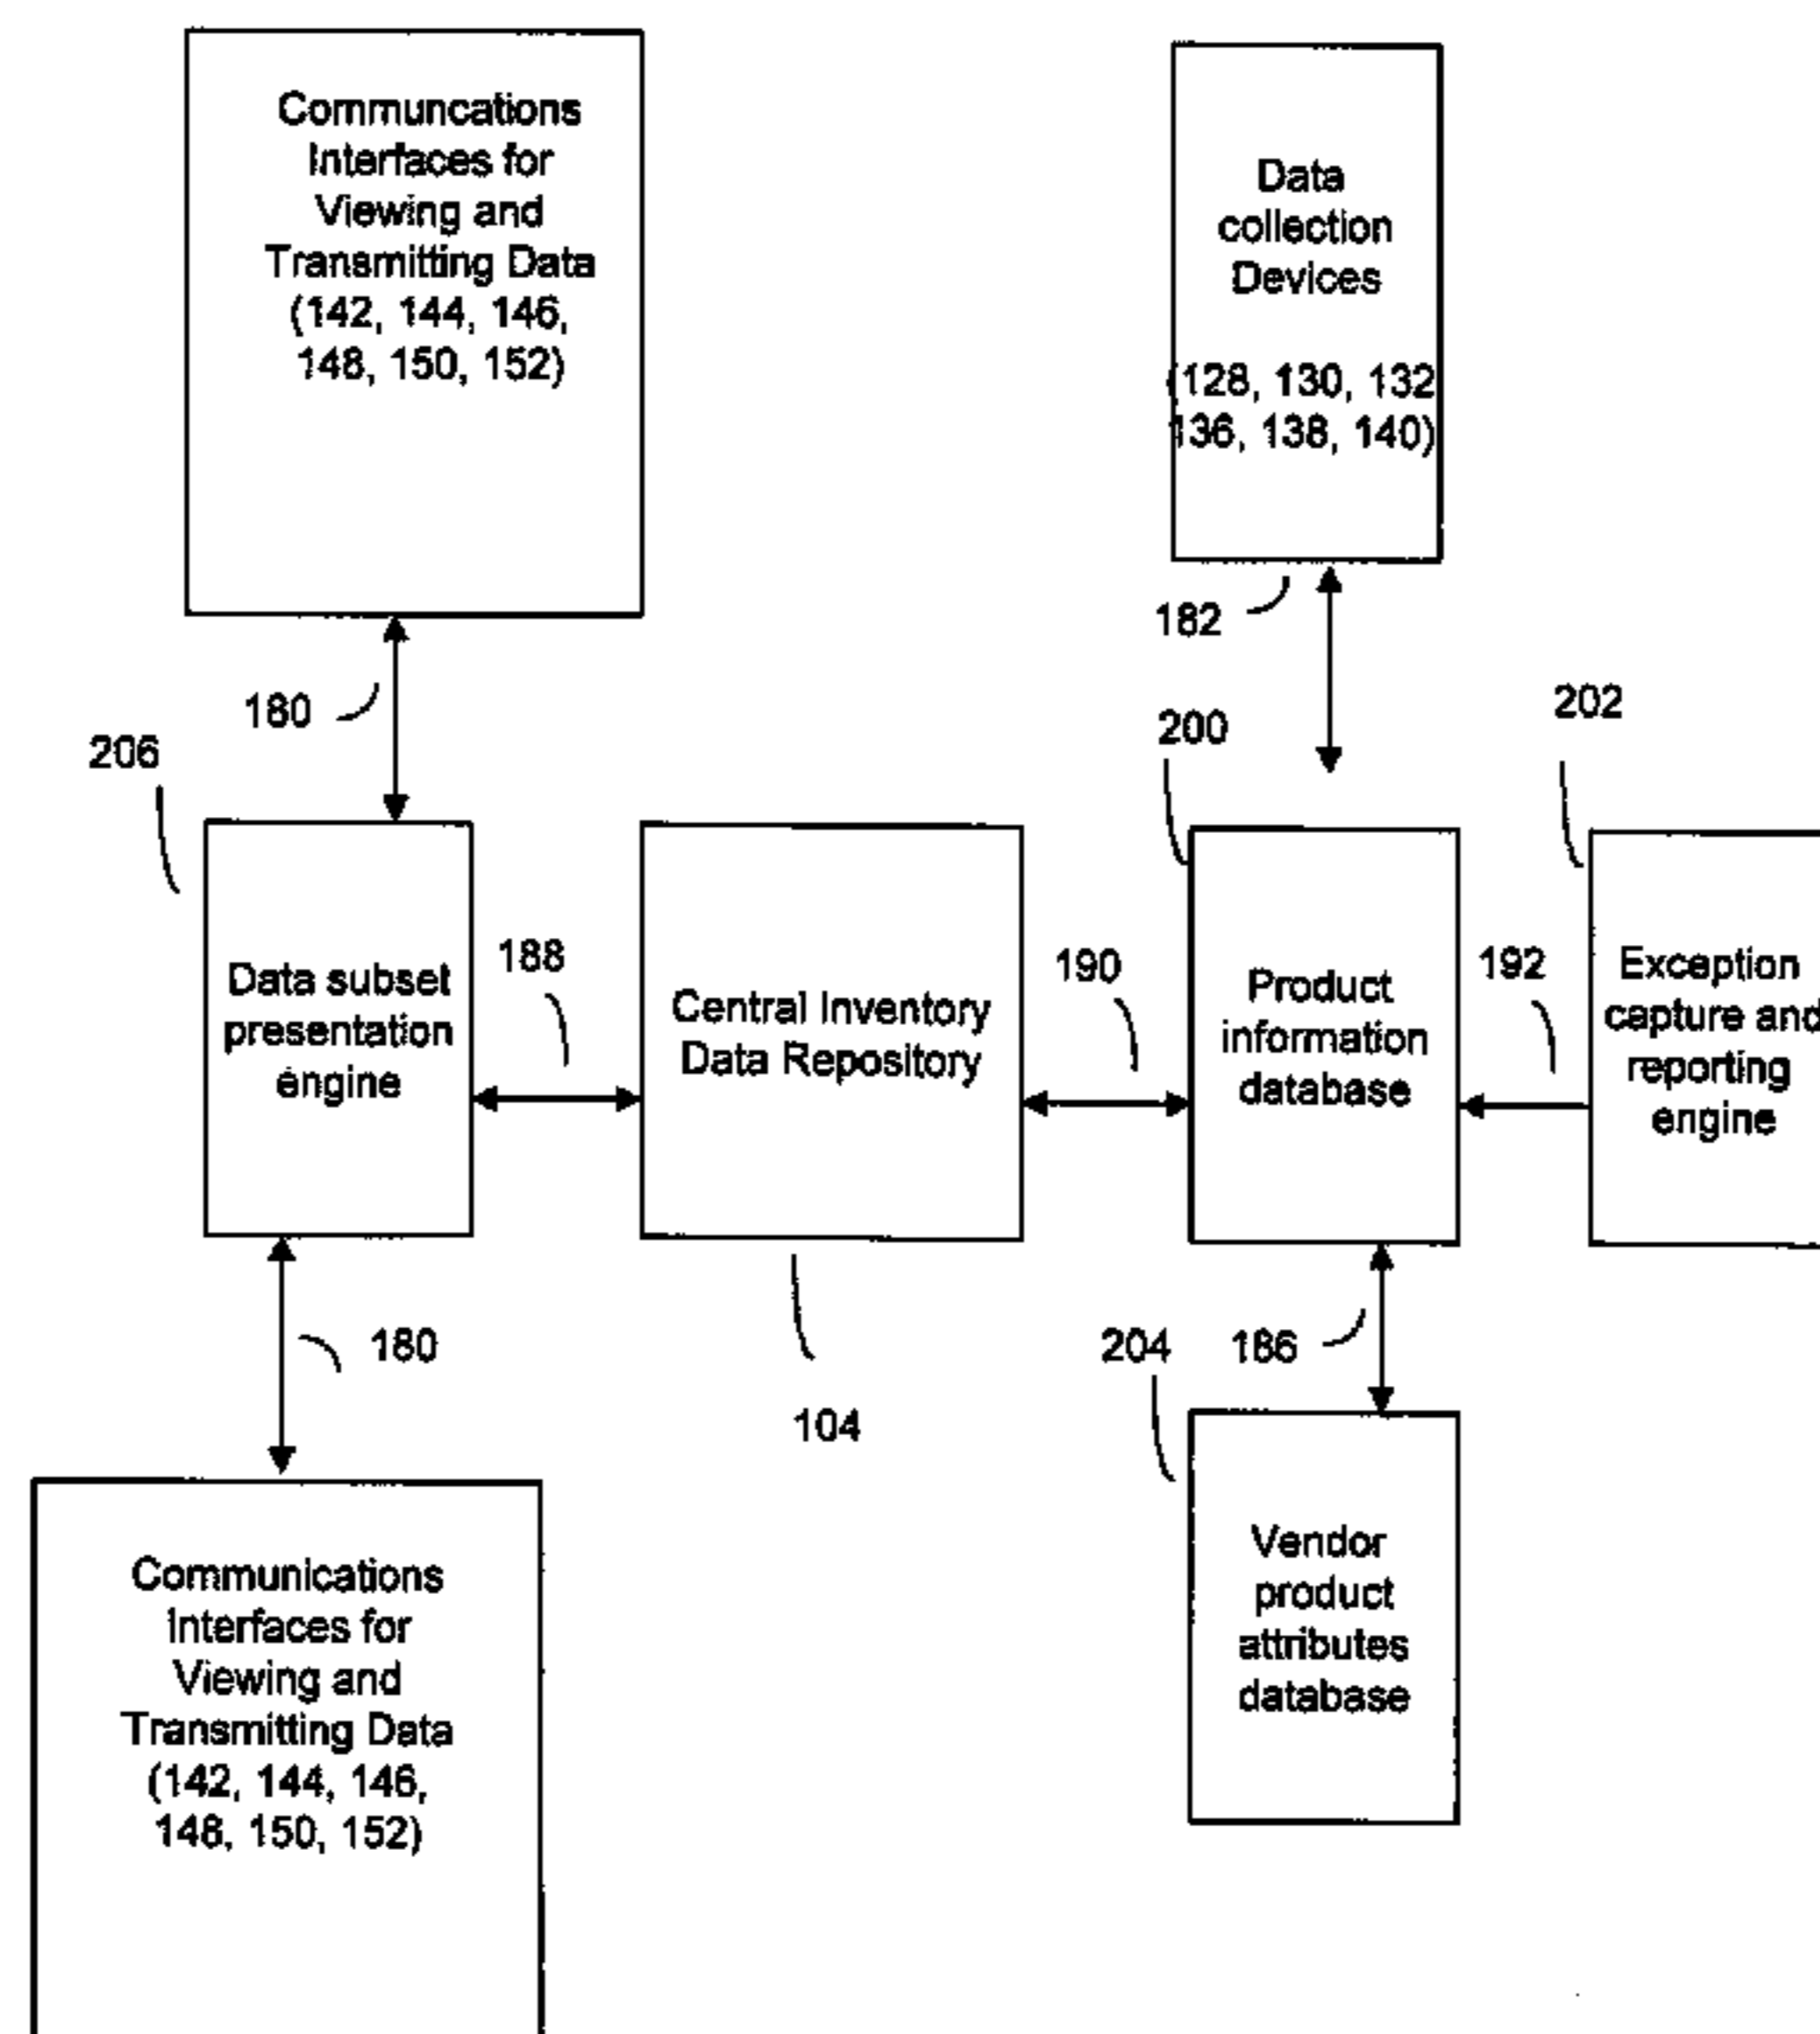 Communcations
Interfaces for
Viewing and
Transmitting Data
(142, 144, 146,
148, 150, 152)
Data
collection
Devices
(128, 130, 132
136, 138, 140)
182
180
206
200
202
Data subset
presentation
engine
188
Central Inventory
Data Repository
190
Product
information
database
192
Exception
capture and
reporting
engine
180
104
204
186
Communications
Interfaces for
Viewing and
Transmitting Data
(142, 144, 146,
148, 150, 152)
Vendor
product
attributes
database